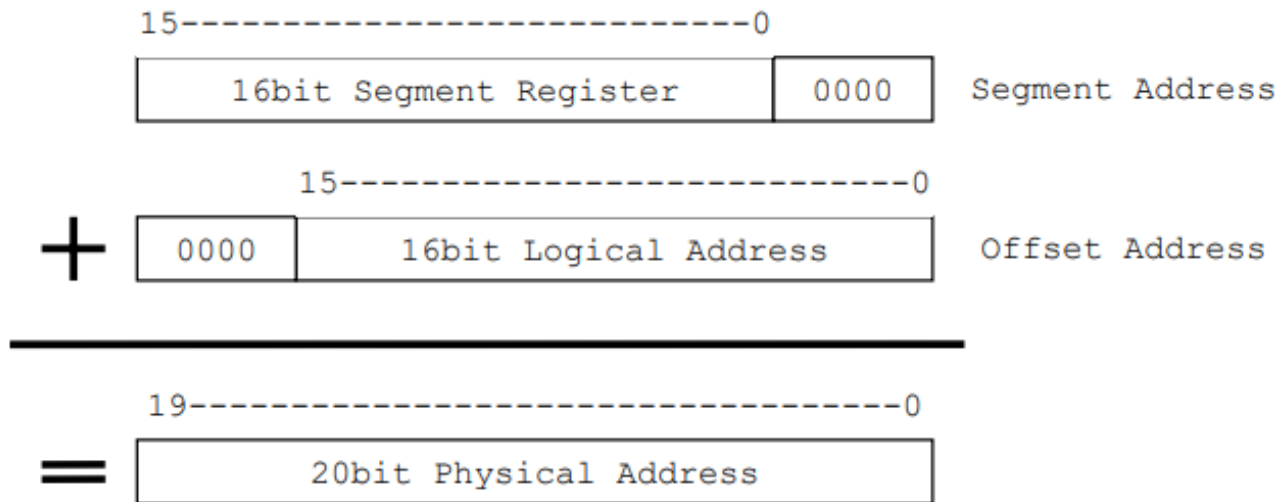 15----------------------------0
16bit Segment Register 0000 Segment Address
15----------------------------0
+ 0000 16bit Logical Address Offset Address
19-----------------------------------0
= 20bit Physical Address